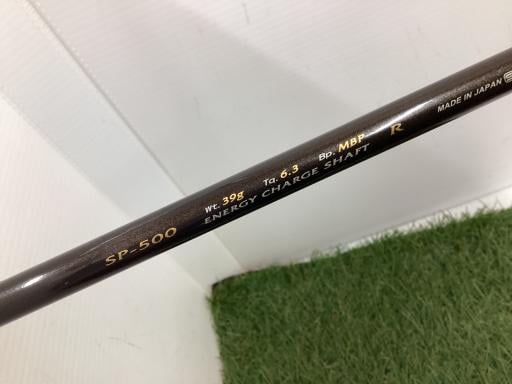 SP-500
Wt. 39g Tq. 6.3 Bp. MBP
ENERGY CHARGE SHAFT
R
MADE IN JAPAN